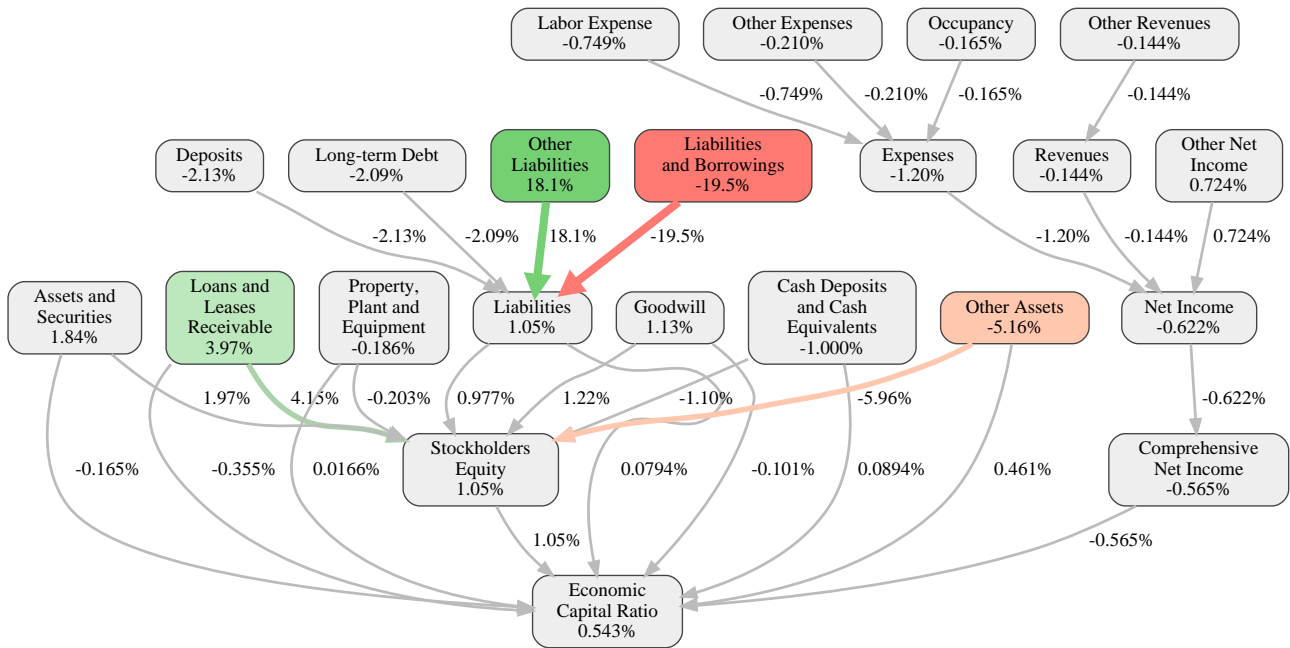 Labor Expense
-0.749%
Other Expenses
-0.210%
Occupancy
-0.165%
Other Revenues
-0.144%
-0.749%
-0.210%
-0.165%
-0.144%
Deposits
-2.13%
Long-term Debt
-2.09%
Other
Liabilities
18.1%
Liabilities
and Borrowings
-19.5%
Expenses
-1.20%
Revenues
-0.144%
Other Net
Income
0.724%
-2.13%
-2.09%
18.1%
-19.5%
-1.20%
-0.144%
0.724%
Assets and
Securities
1.84%
Loans and
Leases
Receivable
3.97%
Property,
Plant and
Equipment
-0.186%
Liabilities
1.05%
Goodwill
1.13%
Cash Deposits
and Cash
Equivalents
-1.000%
Other Assets
-5.16%
Net Income
-0.622%
1.97%
4.15%
-0.203%
0.977%
1.22%
-1.10%
-5.96%
-0.622%
Stockholders
Equity
1.05%
Comprehensive
Net Income
-0.565%
-0.165%
-0.355%
0.0166%
0.0794%
-0.101%
0.0894%
0.461%
1.05%
-0.565%
Economic
Capital Ratio
0.543%